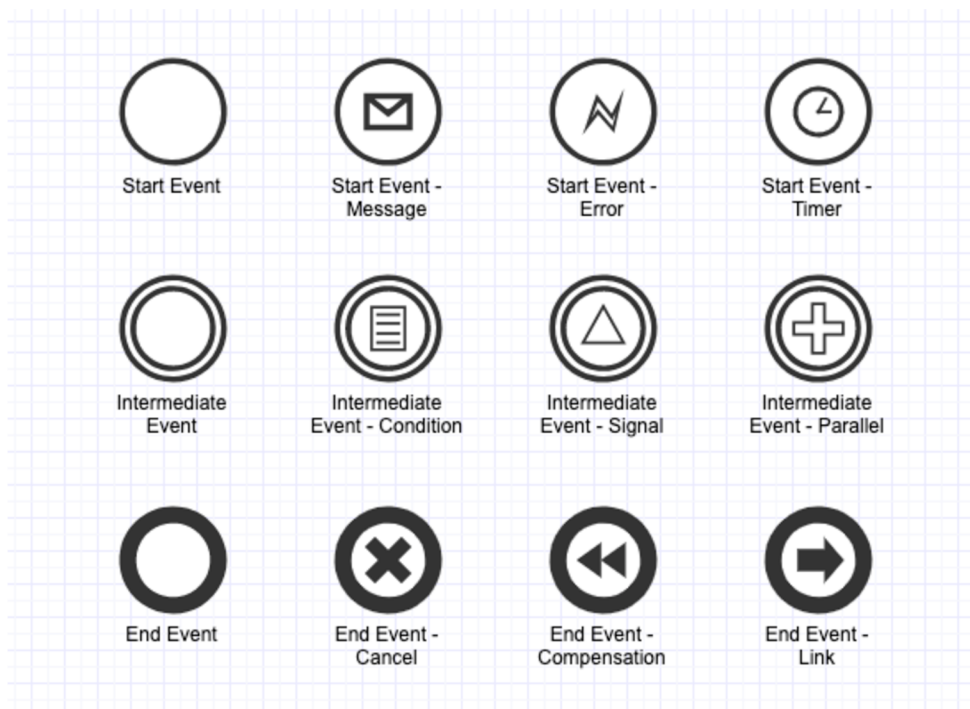 Start Event
Start Event -
Message
Start Event -
Error
Start Event -
Timer
Intermediate
Event
Intermediate
Event - Condition
Intermediate
Event - Signal
Intermediate
Event - Parallel
End Event
End Event -
Cancel
End Event -
Compensation
End Event -
Link